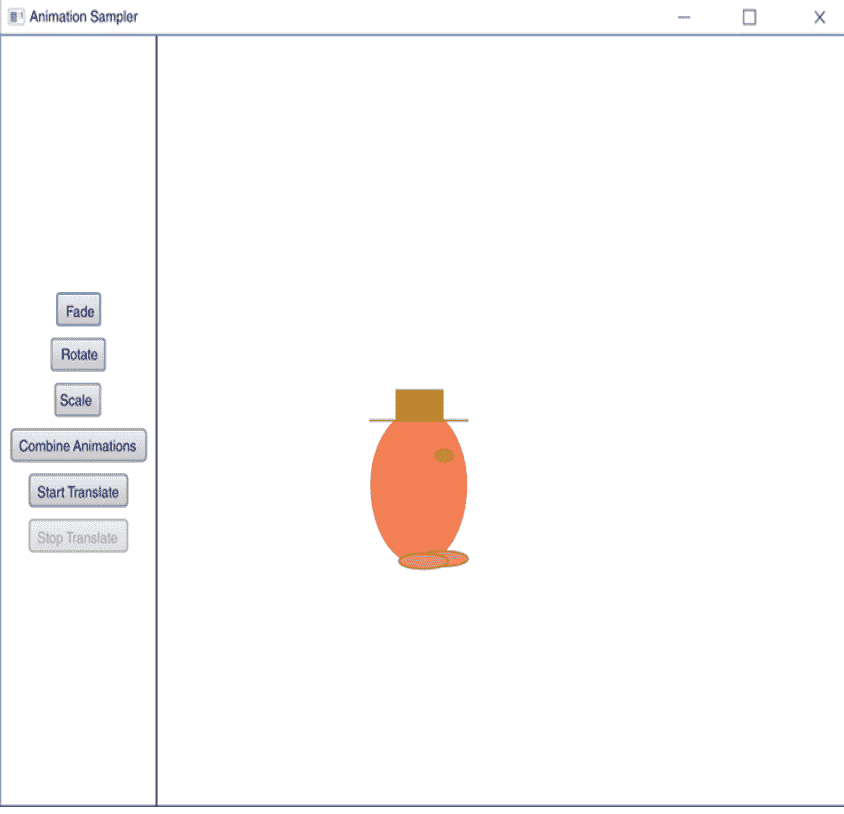 Animation Sampler
Fade
Rotate
Scale
Combine Animations
Start Translate
Stop Translate